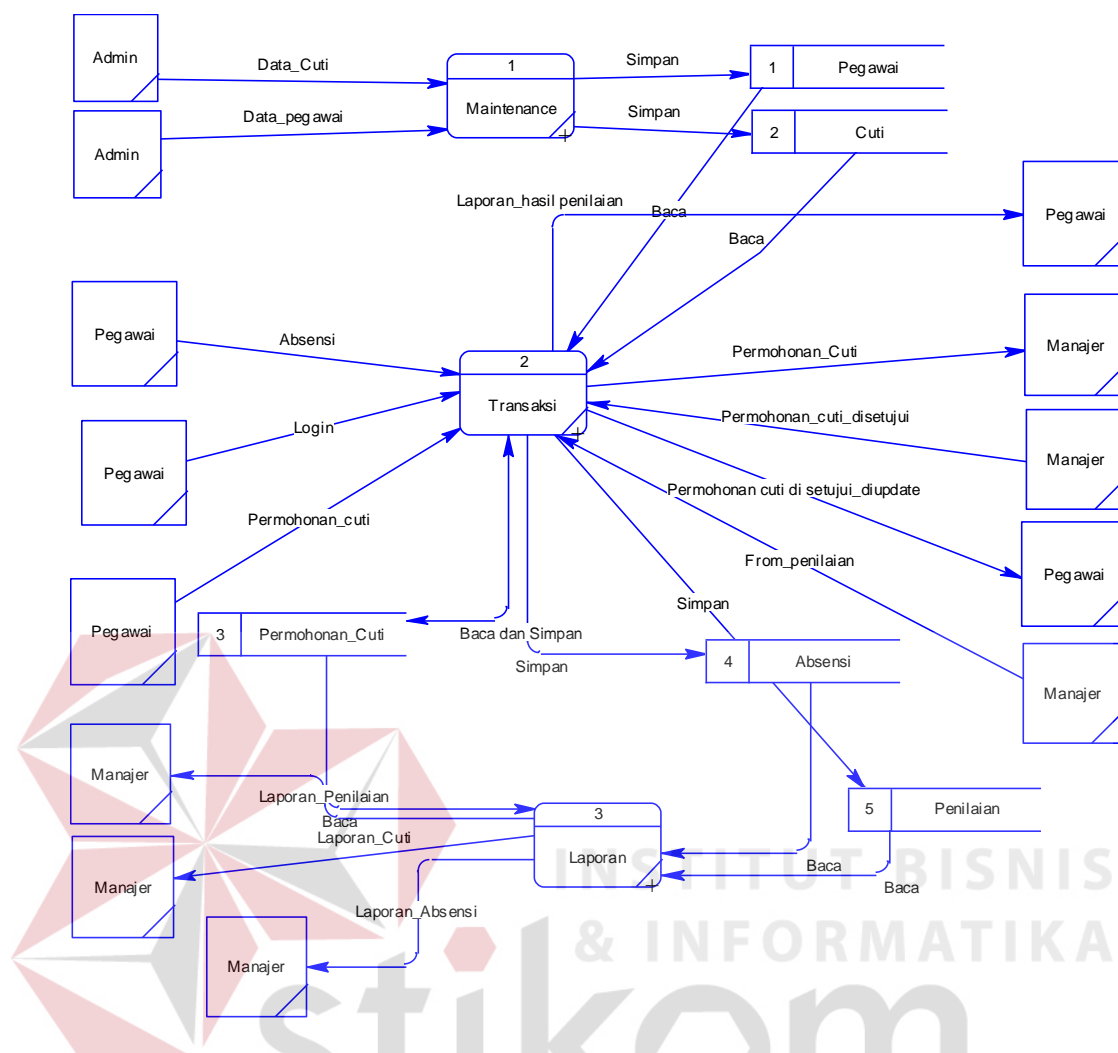 Admin
Data_Cuti
1
Maintenance
Simpan
1
Pegawai
Admin
Data_pegawai
Simpan
2
Cuti
Laporan_hasil penilaian
Baca
Baca
Pegawai
Pegawai
Absensi
2
Transaksi
Permohonan_Cuti
Manajer
Permohonan_cuti_disetujui
Manajer
Pegawai
Login
Permohonan cuti di setujui_diupdate
Pegawai
Permohonan_cuti
From_penilaian
Simpan
Pegawai
3
Permohonan_Cuti
Baca dan Simpan
Simpan
4
Absensi
Manajer
Manajer
Laporan_Penilaian
Baca
Laporan_Cuti
3
Laporan
5
Penilaian
Manajer
Baca
Baca
Laporan_Absensi
Manajer
INSTITUT BISNIS
& INFORMATIKA
stikom